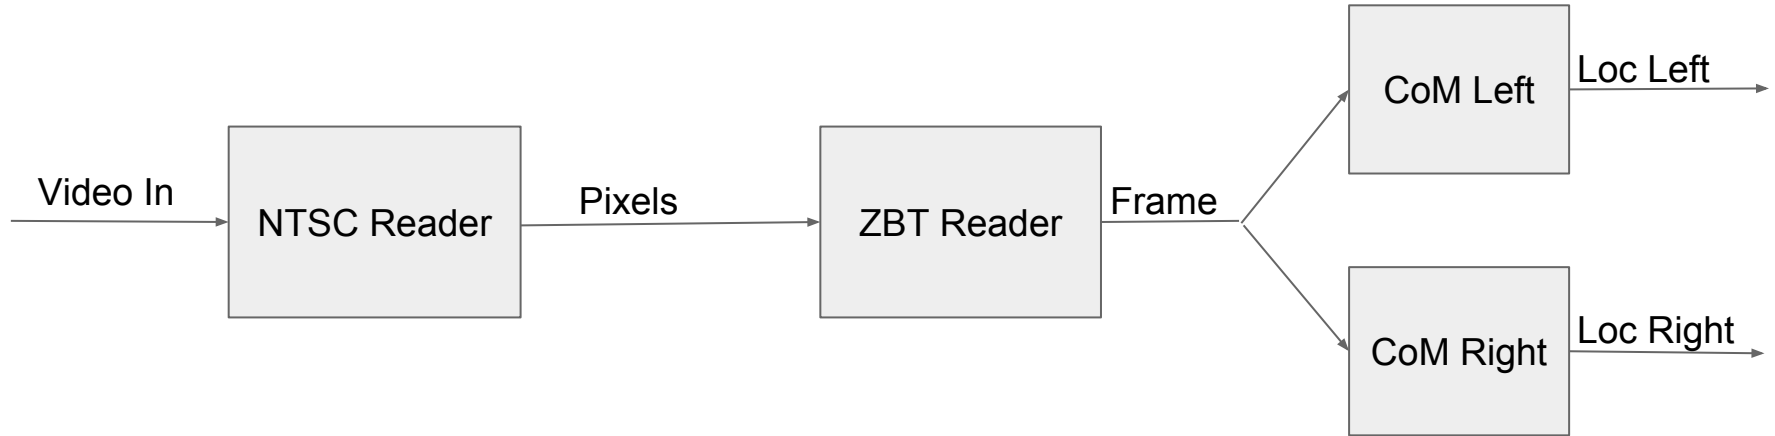 Video In
NTSC Reader
Pixels
ZBT Reader
Frame
CoM Left
Loc Left
CoM Right
Loc Right